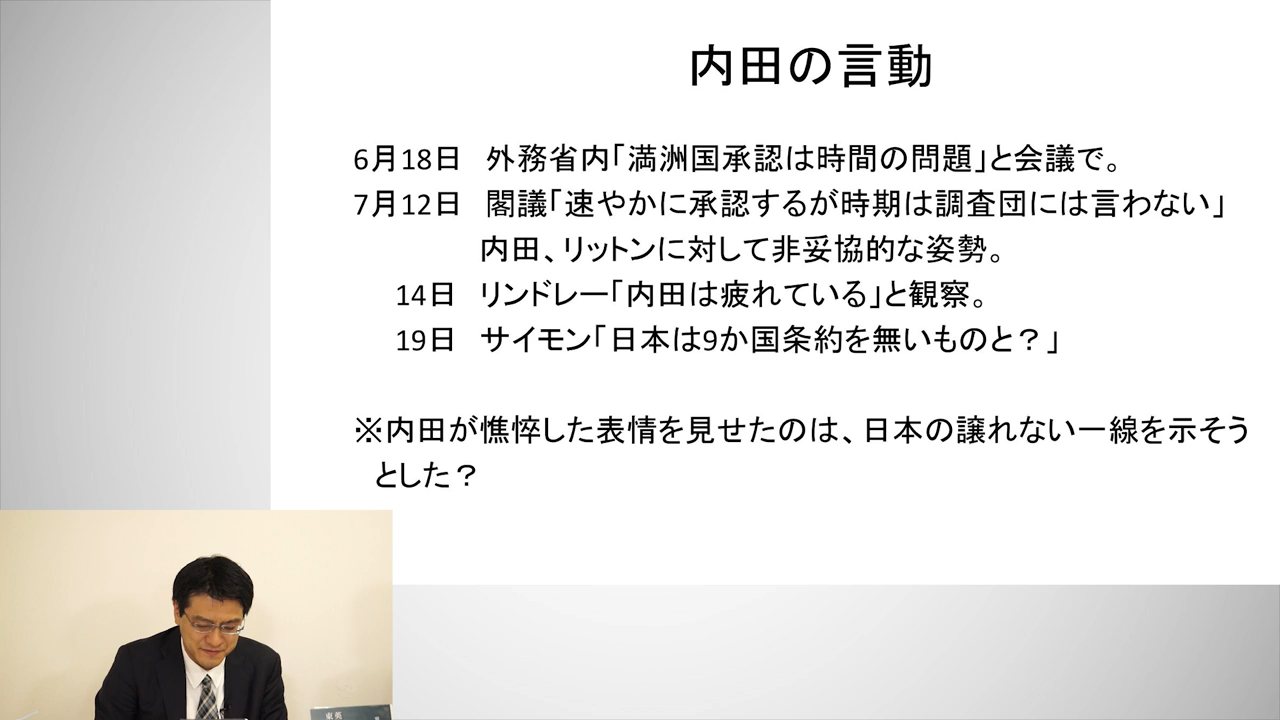 内田の言動
6月18日 外務省内「満洲国承認は時間の問題」と会議で。
7月12日 閣議「速やかに承認するが時期は調査団には言わない」
内田、リットンに対して非妥協的な姿勢。
14日 リンドレー「内田は疲れている」と観察。
19日 サイモン「日本は9か国条約を無いものと？」
※内田が憔悴した表情を見せたのは、日本の譲れない一線を示そう
とした？
東英